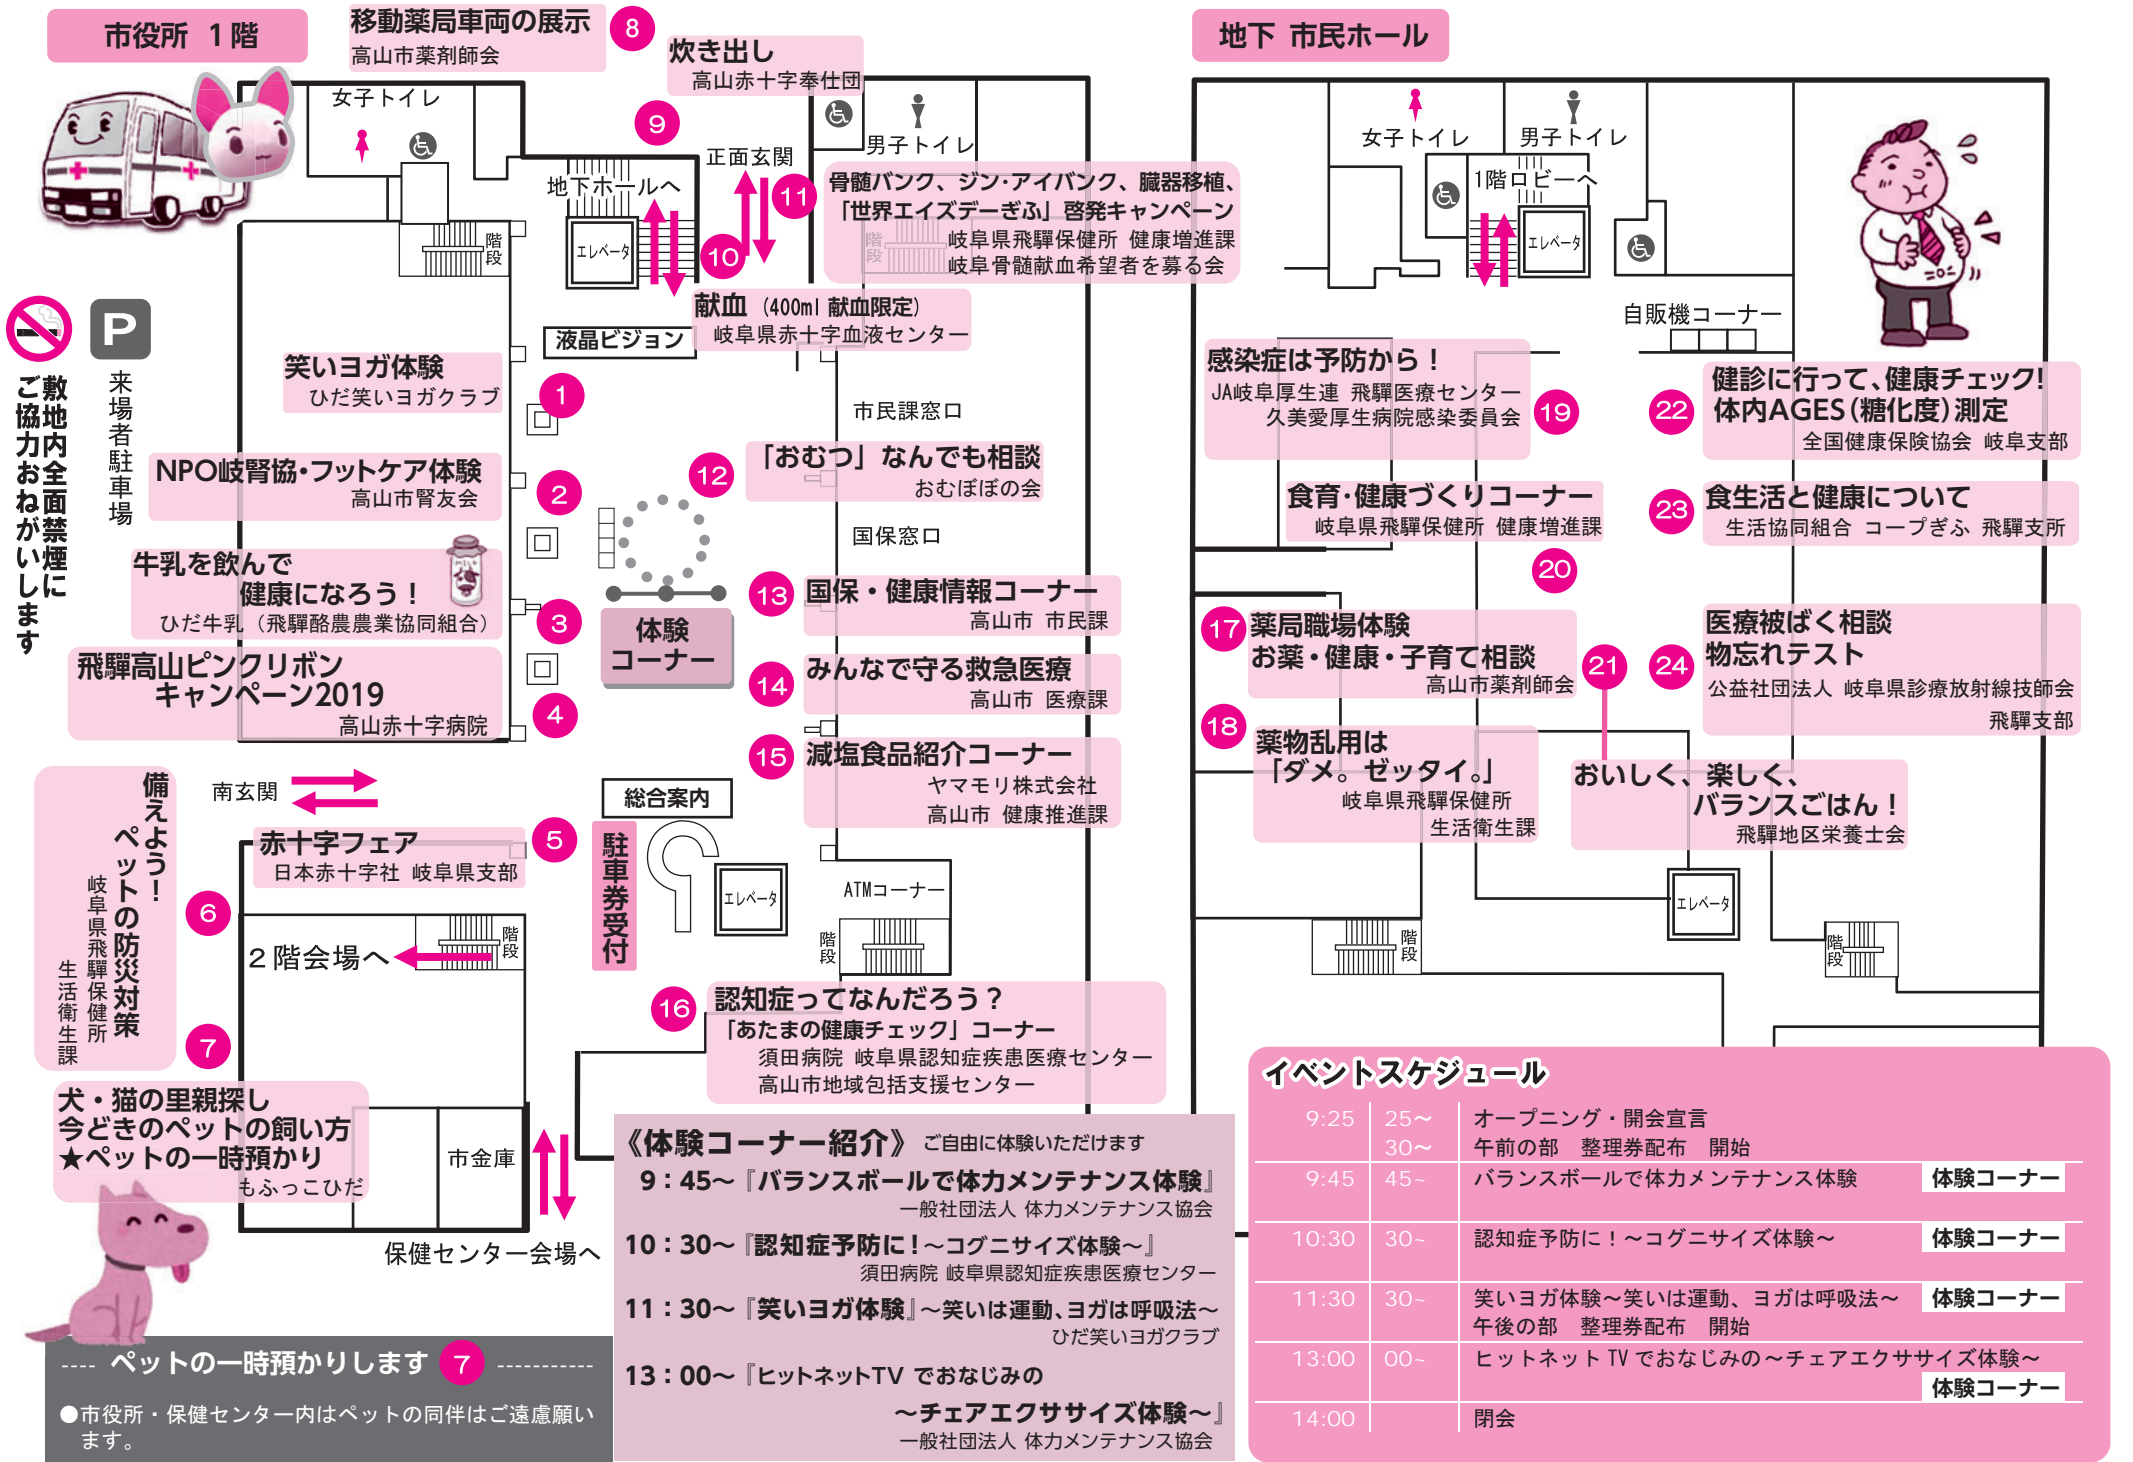 市役所 1階
移動薬局車両の展示
高山市薬剤師会
8
炊き出し
高山赤十字奉仕団
9
女子トイレ
男子トイレ
正面玄関
地下ホールへ
階段
エレベータ
10
11
骨髄バンク、ジン・アイバンク、臓器移植、
「世界エイズデーぎふ」啓発キャンペーン
岐阜県飛騨保健所 健康増進課
岐阜骨髄献血希望者を募る会
階段
献血（400ml 献血限定）
岐阜県赤十字血液センター
液晶ビジョン
P
来場者駐車場
敷地内全面禁煙に
ご協力おねがいします
笑いヨガ体験
ひだ笑いヨガクラブ
1
市民課窓口
NPO岐腎協・フットケア体験
高山市腎友会
2
12
「おむつ」なんでも相談
おむぽぽの会
国保窓口
牛乳を飲んで
健康になろう！
ひだ牛乳（飛騨酪農農業協同組合）
MILK
3
体験
コーナー
13
国保・健康情報コーナー
高山市 市民課
飛騨高山ピンクリボン
キャンペーン2019
高山赤十字病院
4
14
みんなで守る救急医療
高山市 医療課
15
減塩食品紹介コーナー
ヤマモリ株式会社
高山市 健康推進課
南玄関
総合案内
駐車券受付
エレベータ
ATMコーナー
階段
赤十字フェア
日本赤十字社 岐阜県支部
5
備えよう！
ペットの防災対策
岐阜県飛騨保健所
生活衛生課
6
2階会場へ
階段
7
16
認知症ってなんだろう？
「あたまの健康チェック」コーナー
須田病院 岐阜県認知症疾患医療センター
高山市地域包括支援センター
犬・猫の里親探し
今どきのペットの飼い方
★ペットの一時預かり
もふっこひだ
市金庫
保健センター会場へ
---- ペットの一時預かりします 7 -----------
●市役所・保健センター内はペットの同伴はご遠慮願い
ます。
《体験コーナー紹介》 ご自由に体験いただけます
9：45～『バランスボールで体力メンテナンス体験』
一般社団法人 体力メンテナンス協会
10：30～『認知症予防に！～コグニサイズ体験～』
須田病院 岐阜県認知症疾患医療センター
11：30～『笑いヨガ体験』～笑いは運動、ヨガは呼吸法～
ひだ笑いヨガクラブ
13：00～『ヒットネットTV でおなじみの
～チェアエクササイズ体験～』
一般社団法人 体力メンテナンス協会
地下 市民ホール
女子トイレ
男子トイレ
1階ロビーへ
エレベータ
自販機コーナー
感染症は予防から！
JA岐阜厚生連 飛騨医療センター
久美愛厚生病院感染委員会
19
22
健診に行って、健康チェック！
体内AGES（糖化度）測定
全国健康保険協会 岐阜支部
食育・健康づくりコーナー
岐阜県飛騨保健所 健康増進課
20
23
食生活と健康について
生活協同組合 コープぎふ 飛騨支所
17
薬局職場体験
お薬・健康・子育て相談
高山市薬剤師会
21
24
医療被ばく相談
物忘れテスト
公益社団法人 岐阜県診療放射線技師会
飛騨支部
18
薬物乱用は
「ダメ。ゼッタイ。」
岐阜県飛騨保健所
生活衛生課
おいしく、楽しく、
バランスごはん！
飛騨地区栄養士会
エレベータ
階段
階段
イベントスケジュール
9:25 25～ オープニング・開会宣言
30～ 午前の部 整理券配布 開始
9:45 45~ バランスボールで体力メンテナンス体験 体験コーナー
10:30 30~ 認知症予防に！～コグニサイズ体験～ 体験コーナー
11:30 30~ 笑いヨガ体験～笑いは運動、ヨガは呼吸法～ 体験コーナー
午後の部 整理券配布 開始
13:00 00~ ヒットネット TV でおなじみの～チェアエクササイズ体験～
体験コーナー
14:00 閉会